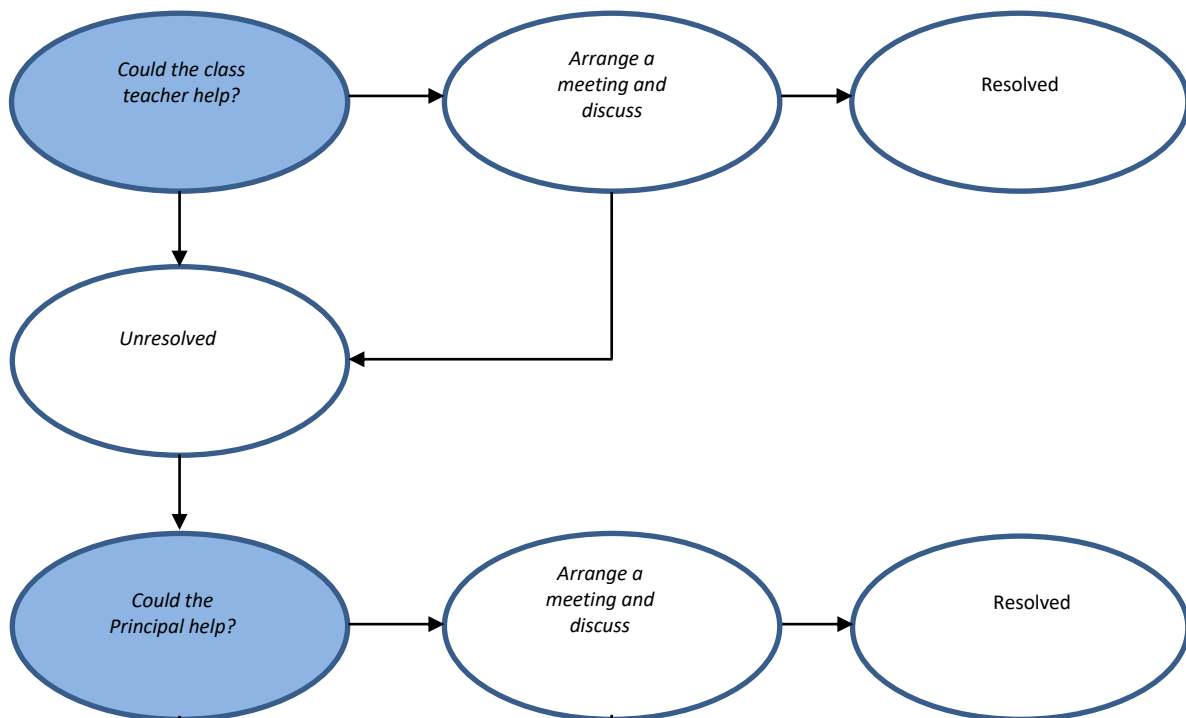 Could the class
teacher help?
Arrange a
meeting and
discuss
Resolved
Unresolved
Could the
Principal help?
Arrange a
meeting and
discuss
Resolved